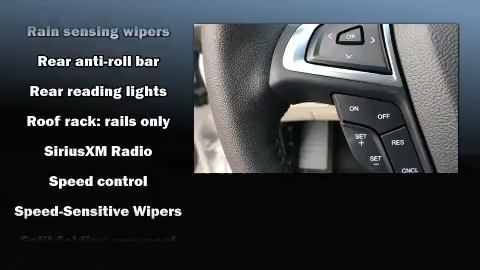 Rain sensing wipers
Rear anti-roll bar
Rear reading lights
Roof rack: rails only
SiriusXM Radio
Speed control
Speed-Sensitive Wipers
OK
ON
OFF
SET
+
RES
SET
-
CNCL